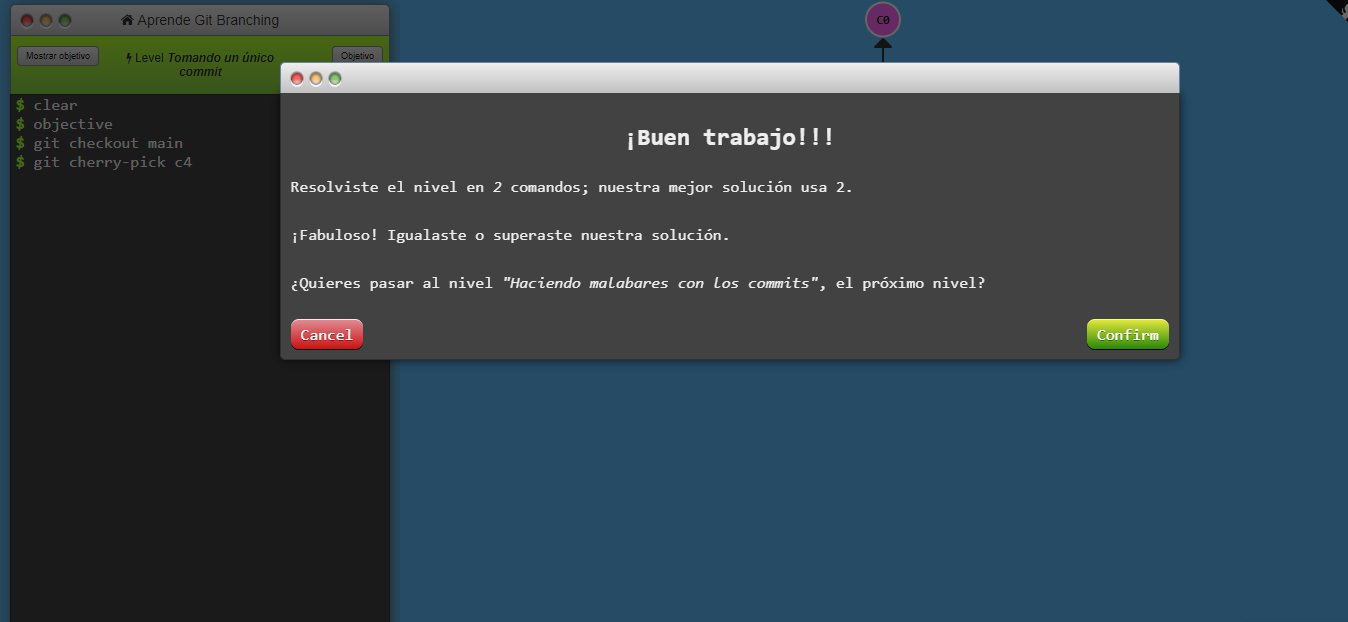 Aprende Git Branching
C0
Mostrar objetivo
Level Tomando un único
commit
Objetivo
$ clear
$ objective
$ git checkout main
$ git cherry-pick c4
¡Buen trabajo!!!
Resolviste el nivel en 2 comandos; nuestra mejor solución usa 2.
¡Fabuloso! Igualaste o superaste nuestra solución.
¿Quieres pasar al nivel "Haciendo malabares con los commits", el próximo nivel?
Cancel
Confirm